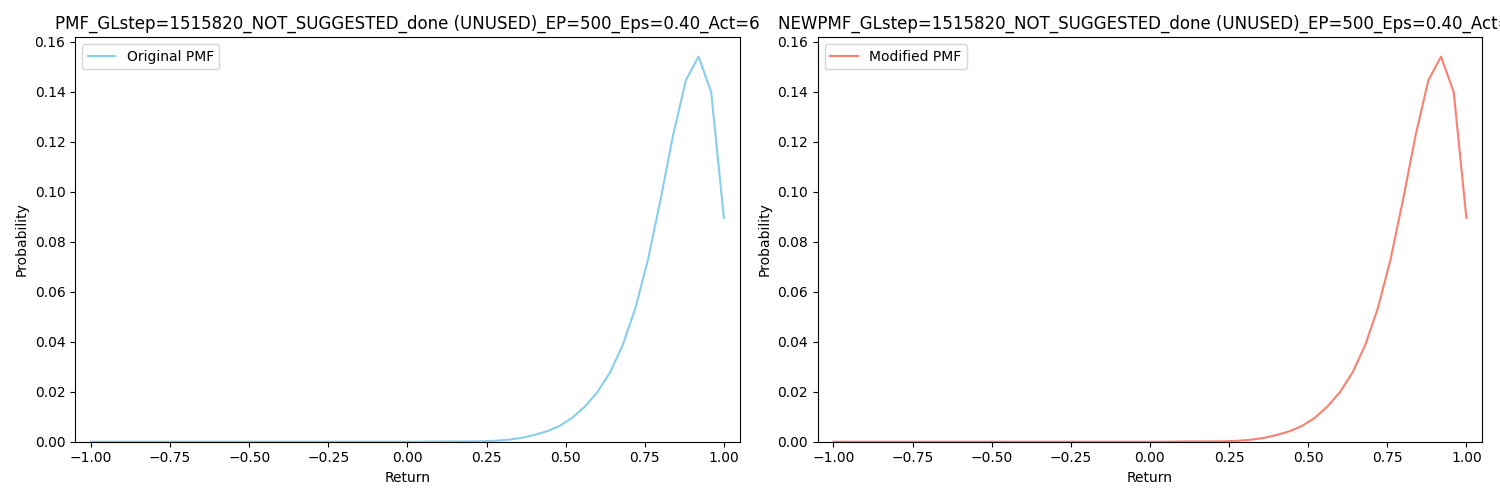 PMF_GLstep=1515820_NOT_SUGGESTED_done (UNUSED)_EP=500_Eps=0.40_Act=6
Original PMF
0.16
0.14
0.12
0.10
0.08
0.06
0.04
0.02
0.00
Probability
−1.00 −0.75 −0.50 −0.25 0.00 0.25 0.50 0.75 1.00
Return
NEWPMF_GLstep=1515820_NOT_SUGGESTED_done (UNUSED)_EP=500_Eps=0.40_Act=
Modified PMF
0.16
0.14
0.12
0.10
0.08
0.06
0.04
0.02
0.00
Probability
−1.00 −0.75 −0.50 −0.25 0.00 0.25 0.50 0.75 1.00
Return